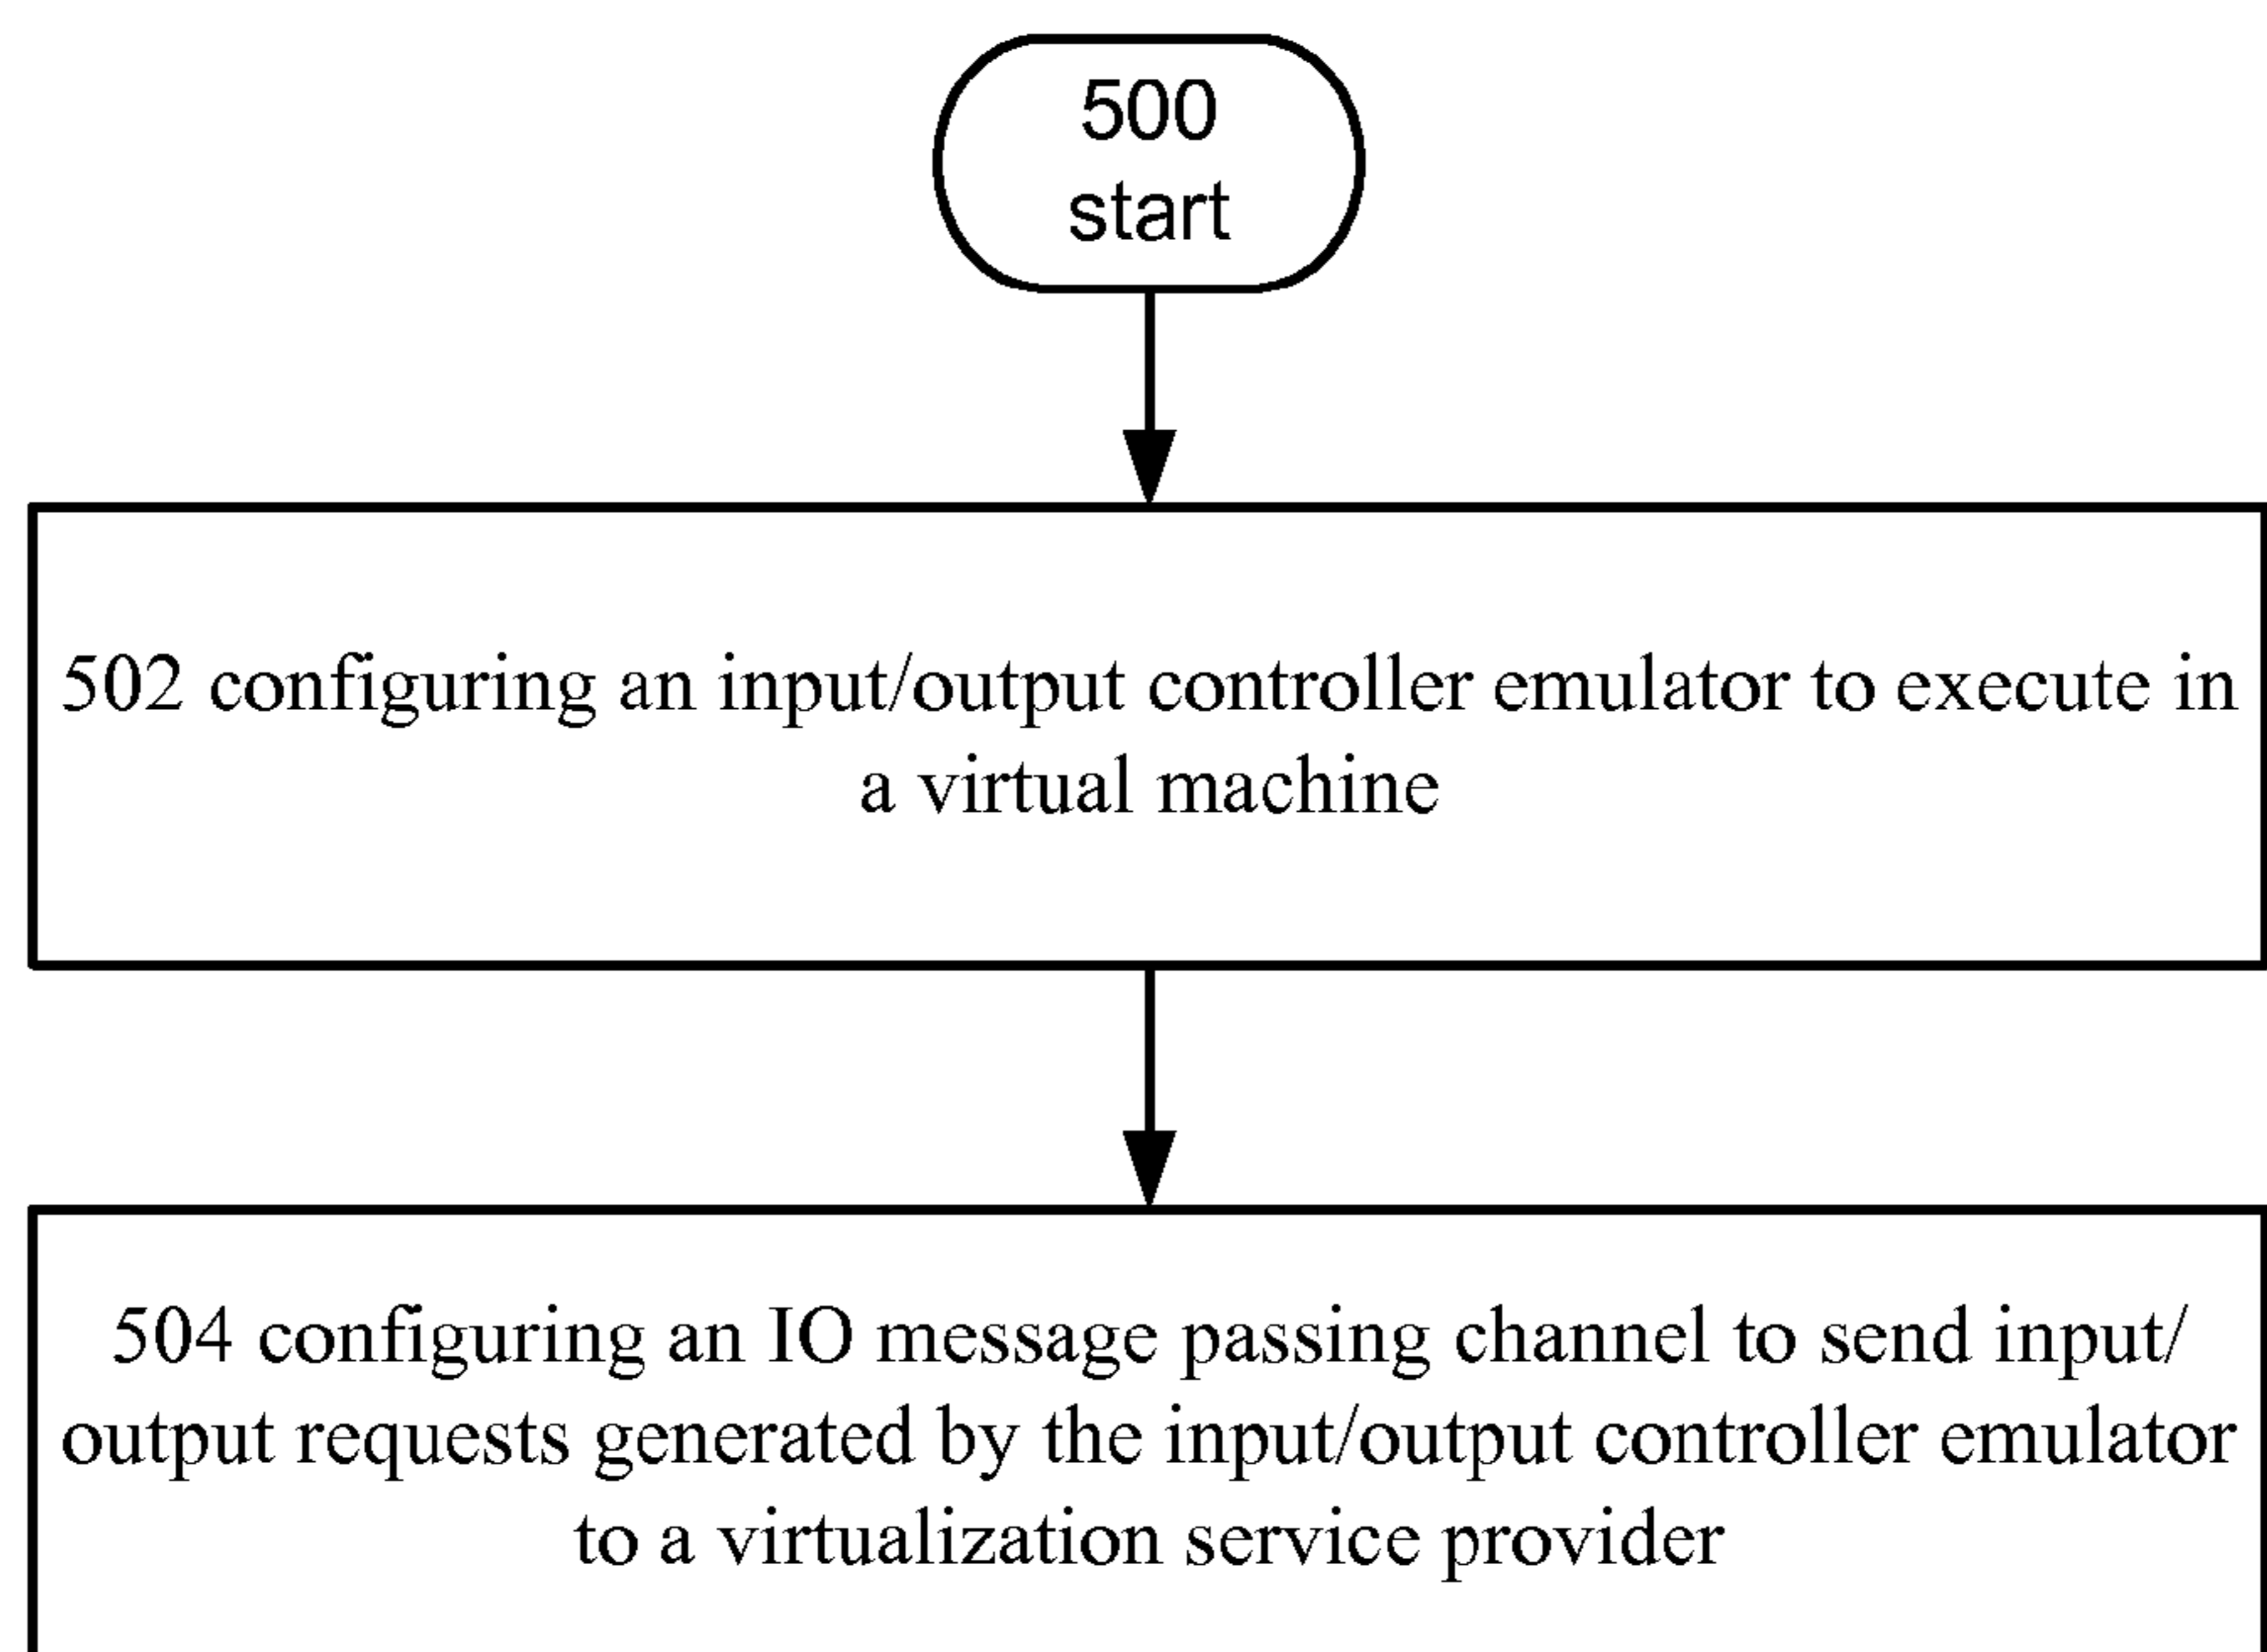 500
start
502 configuring an input/output controller emulator to execute in
a virtual machine
504 configuring an IO message passing channel to send input/
output requests generated by the input/output controller emulator
to a virtualization service provider